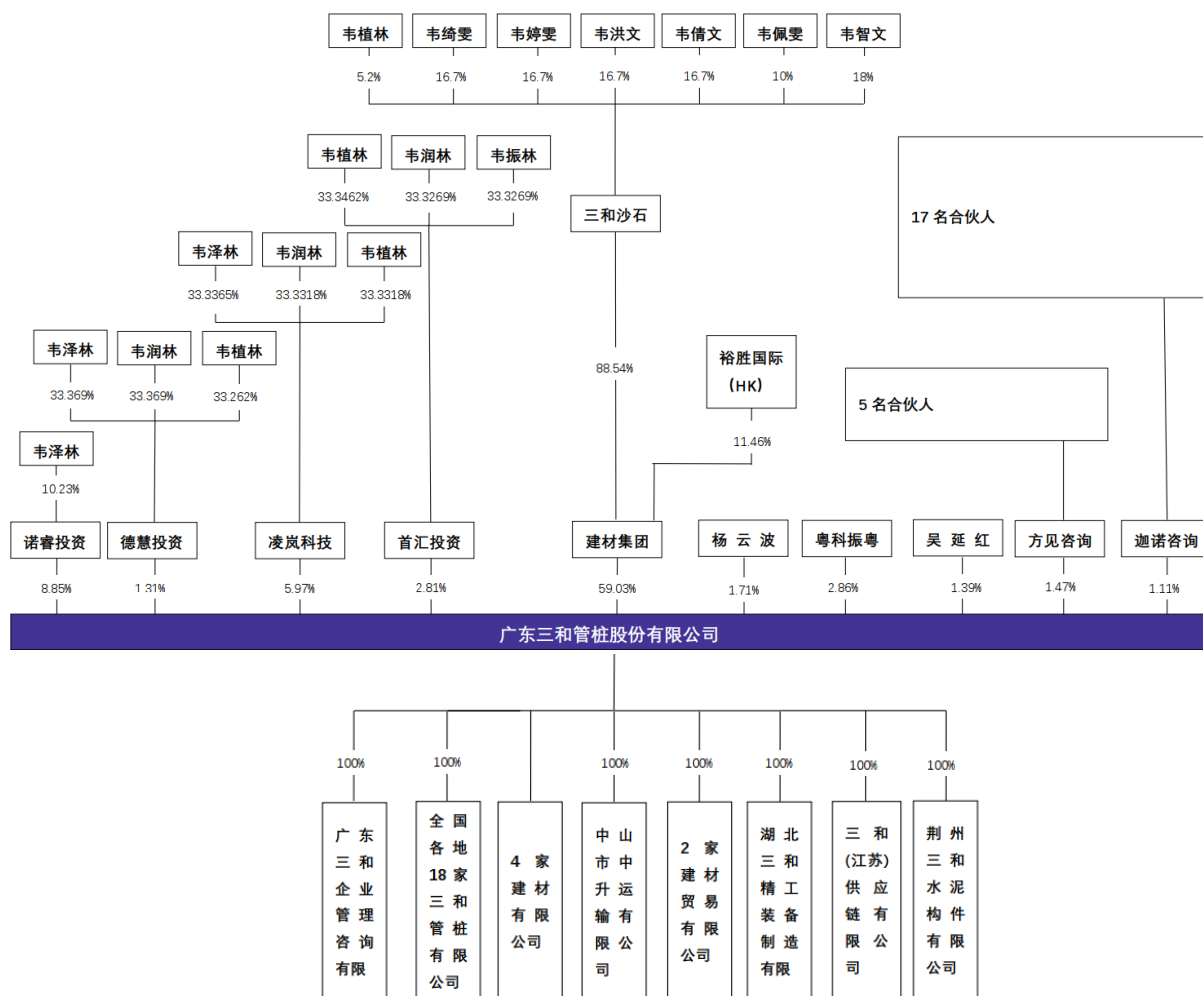 韦植林 韦绮雯 韦婷雯 韦洪文 韦倩文 韦佩雯 韦智文
5.2% 16.7% 16.7% 16.7% 16.7% 10% 18%
韦植林 韦润林 韦振林
33.3462% 33.3269% 33.3269%
三和沙石
17 名合伙人
韦泽林 韦润林 韦植林
33.3365% 33.3318% 33.3318%
韦泽林 韦润林 韦植林
33.369% 33.369% 33.262%
88.54%
裕胜国际
(HK)
11.46%
5 名合伙人
韦泽林
10.23%
诺睿投资 德慧投资 凌岚科技 首汇投资 建材集团 杨云波 粤科振粤 吴延红 方见咨询 迦诺咨询
8.85% 1.31% 5.97% 2.81% 59.03% 1.71% 2.86% 1.39% 1.47% 1.11%
广东三和管桩股份有限公司
100% 100% 100% 100% 100% 100% 100%
广东
三和
企业
管理
咨询
有限
全国
各地
18家
三和
管桩
有限
公司
4 家
建材
有限
公司
中山
市中
升运
输有
限公
司
2 家
建材
贸易
有限
公司
湖北
三和
精工
装备
制造
有限
三和
(江苏)
供应
链有
限公
司
荆州
三和
水泥
构件
有限
公司